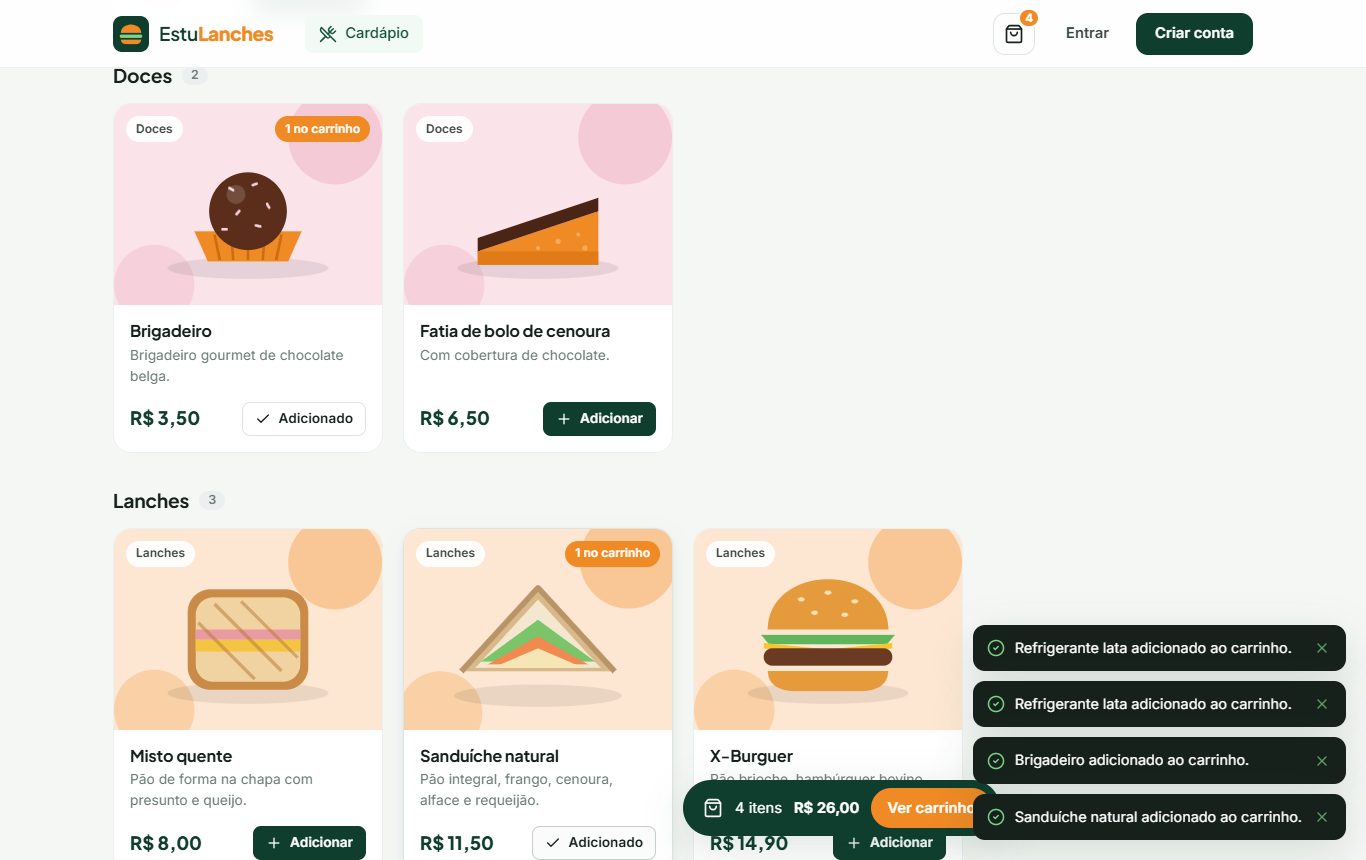 EstuLanches
Cardápio
4
Entrar
Criar conta
Doces 2
Doces
1 no carrinho
Doces
Brigadeiro
Brigadeiro gourmet de chocolate
belga.
R$ 3,50
Adicionado
Fatia de bolo de cenoura
Com cobertura de chocolate.
R$ 6,50
Adicionar
Lanches 3
Lanches
Lanches
1 no carrinho
Lanches
Misto quente
Pão de forma na chapa com
presunto e queijo.
R$ 8,00
Adicionar
Sanduíche natural
Pão integral, frango, cenoura,
alface e requeijão.
R$ 11,50
Adicionado
X-Burguer
Pão brioche, hambúrguer bovino,
R$ 14,90
Adicionar
4 itens R$ 26,00 Ver carrinho
Refrigerante lata adicionado ao carrinho.
Refrigerante lata adicionado ao carrinho.
Brigadeiro adicionado ao carrinho.
Sanduíche natural adicionado ao carrinho.